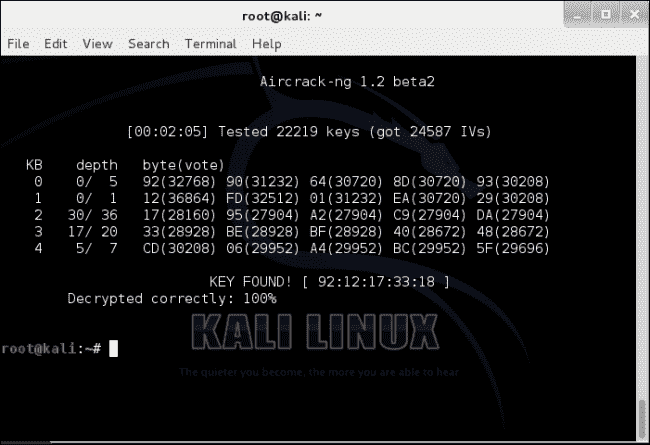 root@kali: ~
File Edit View Search Terminal Help
Aircrack-ng 1.2 beta2
[00:02:05] Tested 22219 keys (got 24587 IVs)
KB depth byte(vote)
0 0/ 5 92(32768) 90(31232) 64(30720) 8D(30720) 93(30208)
1 0/ 1 12(36864) FD(32512) 01(31232) EA(30720) 29(30208)
2 30/ 36 17(28160) 95(27904) A2(27904) C9(27904) DA(27904)
3 17/ 20 33(28928) BE(28928) BF(28928) 40(28672) 48(28672)
4 5/ 7 CD(30208) 06(29952) A4(29952) BC(29952) 5F(29696)
KEY FOUND! [ 92:12:17:33:18 ]
Decrypted correctly: 100%
KALI LINUX
root@kali:~#
The quieter you become, the more you are able to hear